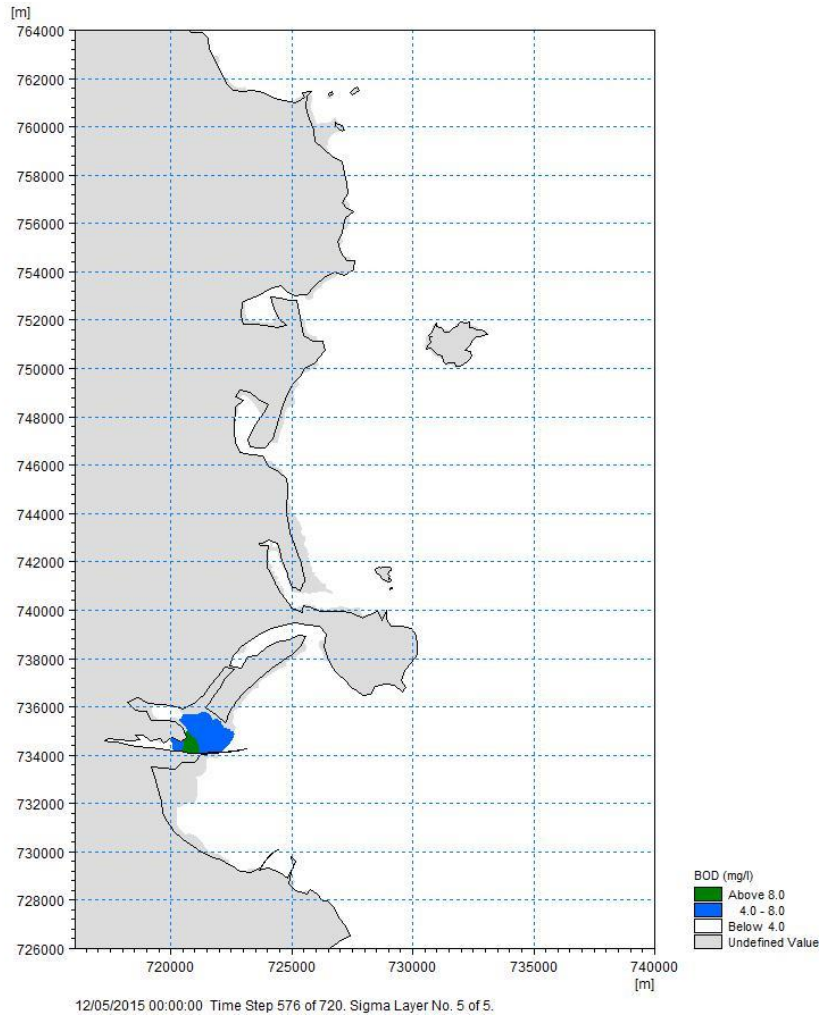 [m]
764000
762000
760000
758000
756000
754000
752000
750000
748000
746000
744000
742000
740000
738000
736000
734000
732000
730000
728000
726000
720000 725000 730000 735000 740000
[m]
BOD (mg/l)
Above 8.0
4.0 - 8.0
Below 4.0
Undefined Value
12/05/2015 00:00:00 Time Step 576 of 720. Sigma Layer No. 5 of 5.